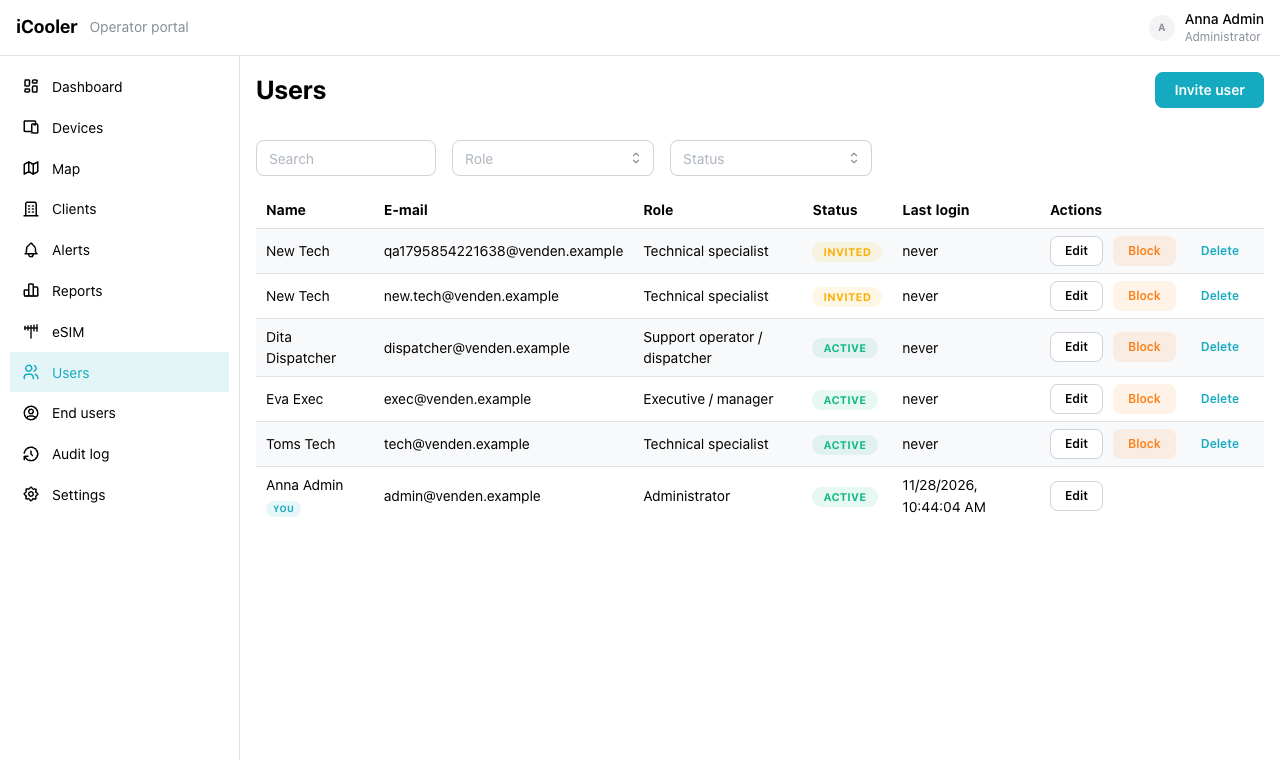 iCooler Operator portal
A Anna Admin
Administrator
Dashboard
Devices
Map
Clients
Alerts
Reports
eSIM
Users
End users
Audit log
Settings
Users
Invite user
Search Role Status
Name E-mail Role Status Last login Actions
New Tech qa1795854221638@venden.example Technical specialist INVITED never Edit Block Delete
New Tech new.tech@venden.example Technical specialist INVITED never Edit Block Delete
Dita
Dispatcher dispatcher@venden.example Support operator /
dispatcher ACTIVE never Edit Block Delete
Eva Exec exec@venden.example Executive / manager ACTIVE never Edit Block Delete
Toms Tech tech@venden.example Technical specialist ACTIVE never Edit Block Delete
Anna Admin
YOU admin@venden.example Administrator ACTIVE 11/28/2026,
10:44:04 AM Edit